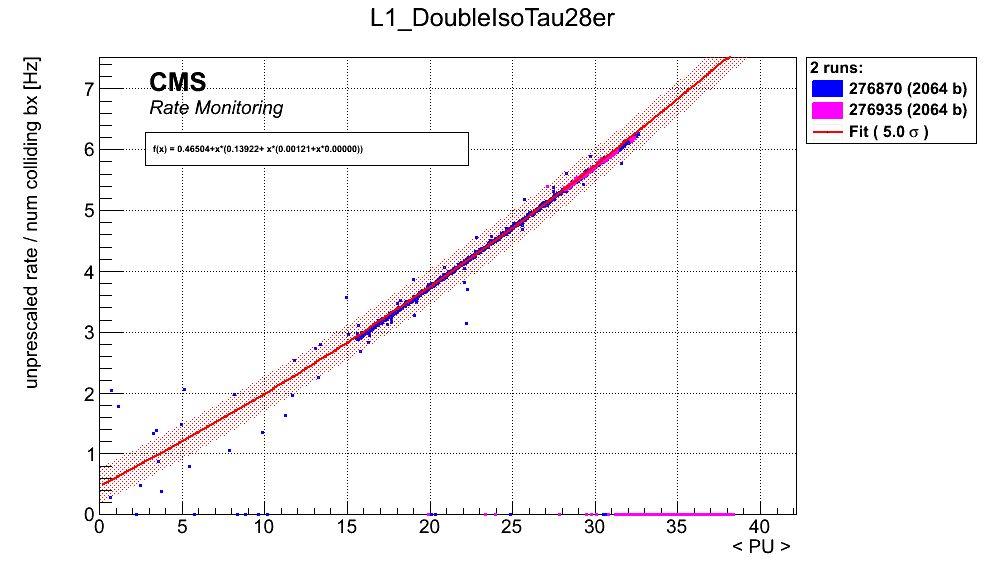 L1_DoubleIsoTau28er
unprescaled rate / num colliding bx [Hz]
CMS
Rate Monitoring
f(x) = 0.46504+x*(0.13922+ x*(0.00121+x*0.00000))
2 runs:
276870 (2064 b)
276935 (2064 b)
Fit ( 5.0 σ )
7
6
5
4
3
2
1
0
0 5 10 15 20 25 30 35 40
< PU >